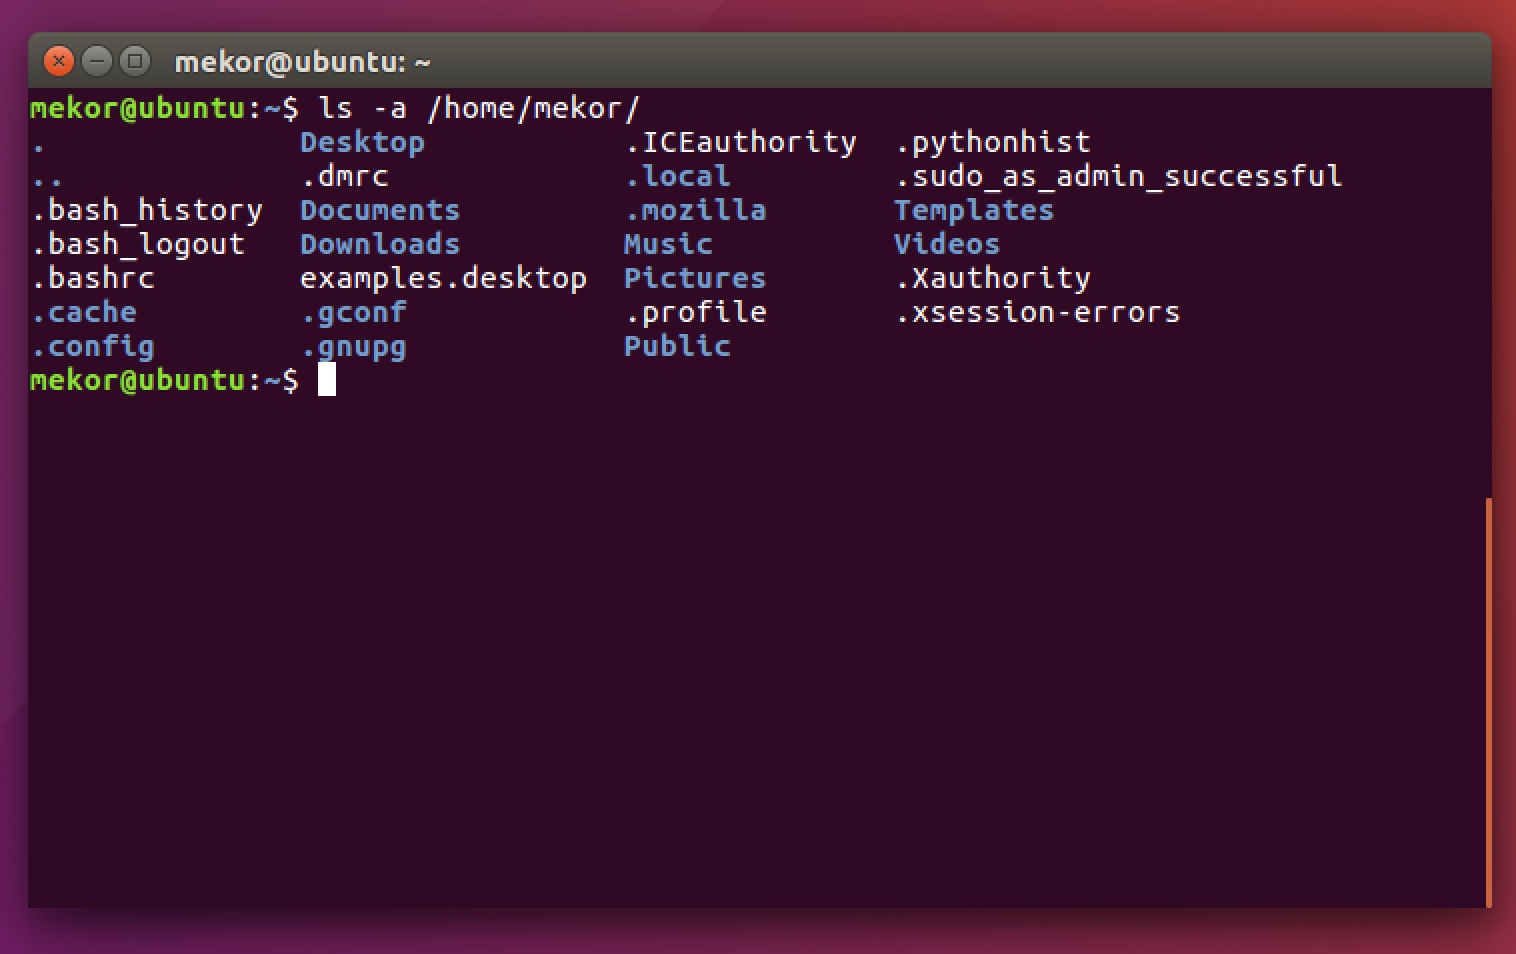 mekor@ubuntu: ~
mekor@ubuntu:~$ ls -a /home/mekor/
. Desktop .ICEauthority .pythonhist
.. .dmrc .local .sudo_as_admin_successful
.bash_history Documents .mozilla Templates
.bash_logout Downloads Music Videos
.bashrc examples.desktop Pictures .Xauthority
.cache .gconf .profile .xsession-errors
.config .gnupg Public
mekor@ubuntu:~$